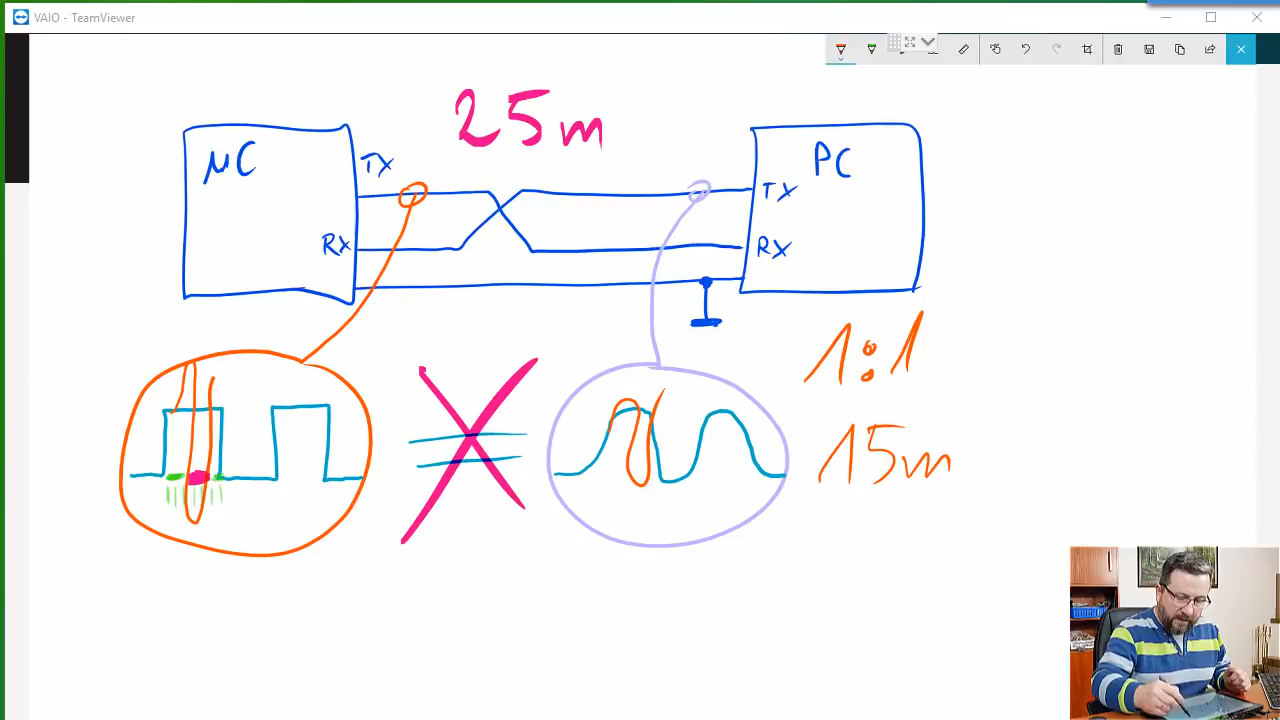 VAIO - TeamViewer
25m
μC
TX
RX
PC
TX
RX
1:1
15m